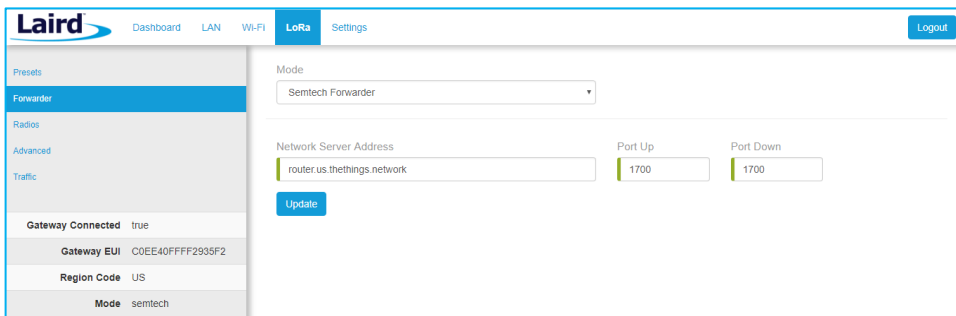 Laird
Dashboard LAN Wi-Fi LoRa Settings Logout
Presets
Forwarder
Radios
Advanced
Traffic
Gateway Connected true
Gateway EUI C0EE40FFFF2935F2
Region Code US
Mode semtech
Mode
Semtech Forwarder
Network Server Address Port Up Port Down
router.us.thethings.network 1700 1700
Update